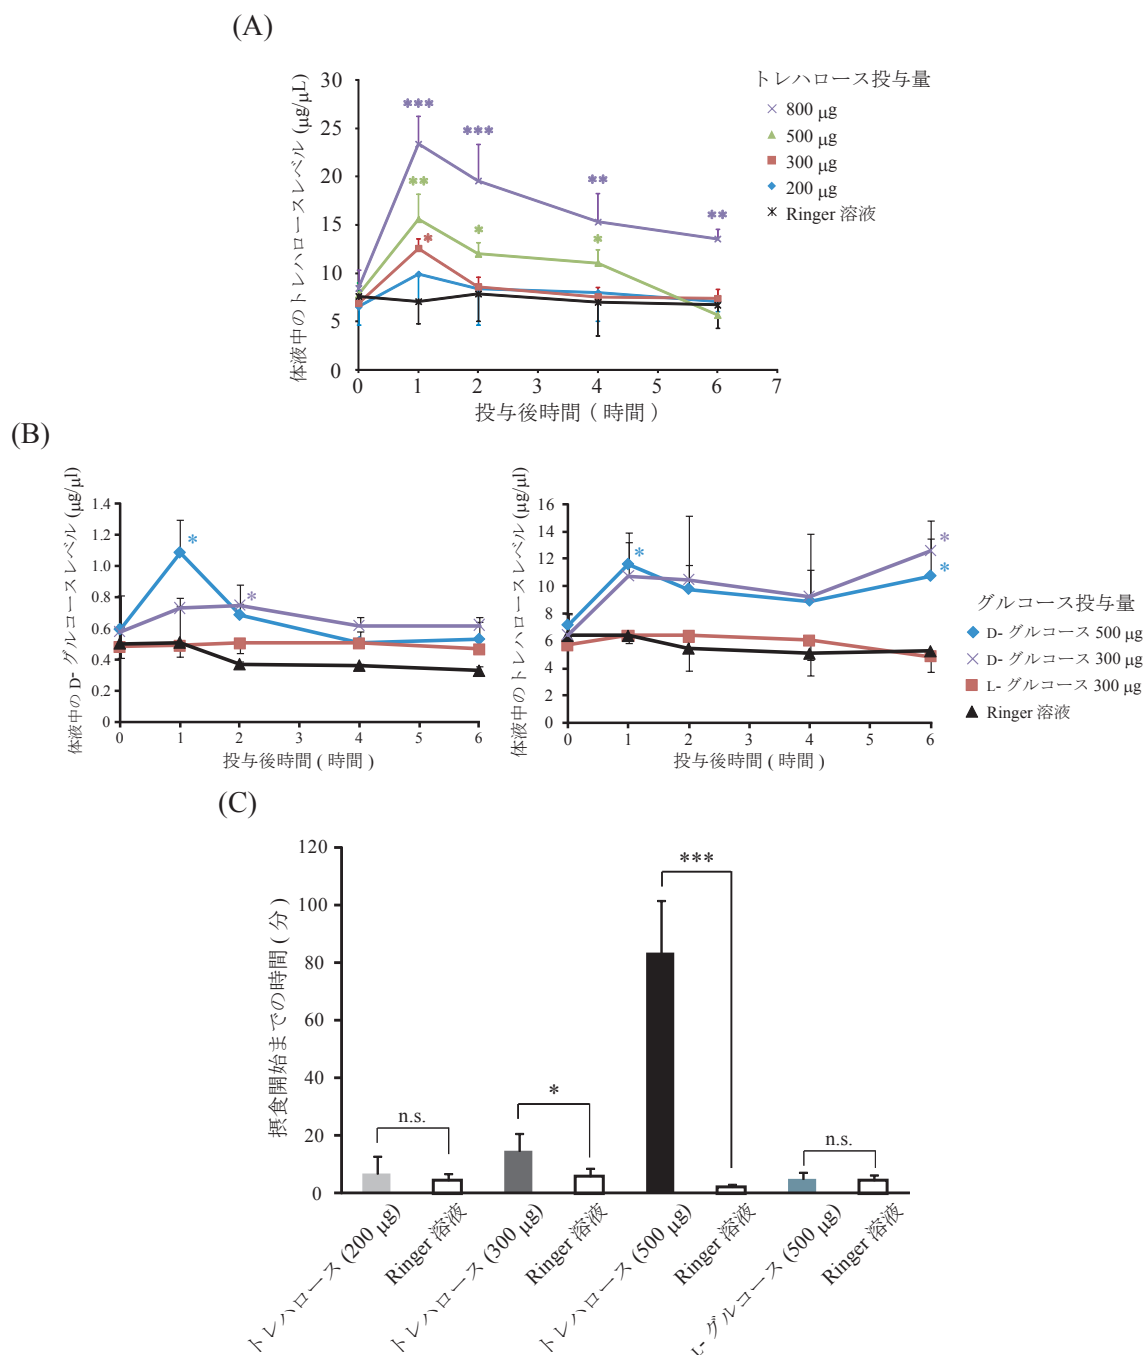 (A)
体液中のトレハロースレベル (μg/μL)
30
25
20
15
10
5
0
*** *** ** **
** * *
*
0 1 2 3 4 5 6 7
投与後時間 ( 時間 )
トレハロース投与量
800 μg
500 μg
300 μg
200 μg
Ringer 溶液
(B)
体液中の D- グルコースレベル (μg/μl)
1.4
1.2
1.0
0.8
0.6
0.4
0.2
0
* *
0 1 2 3 4 5 6
投与後時間 ( 時間 )
体液中のトレハロースレベル (μg/μl)
16
14
12
10
8
6
4
2
0
* * *
0 1 2 3 4 5 6
投与後時間 ( 時間 )
グルコース投与量
D- グルコース 500 μg
D- グルコース 300 μg
L- グルコース 300 μg
Ringer 溶液
(C)
摂食開始までの時間 ( 分 )
120
100
80
60
40
20
0
n.s.
*
***
n.s.
トレハロース (200 μg)
Ringer 溶液
トレハロース (300 μg)
Ringer 溶液
トレハロース (500 μg)
Ringer 溶液
L- グルコース (500 μg)
Ringer 溶液